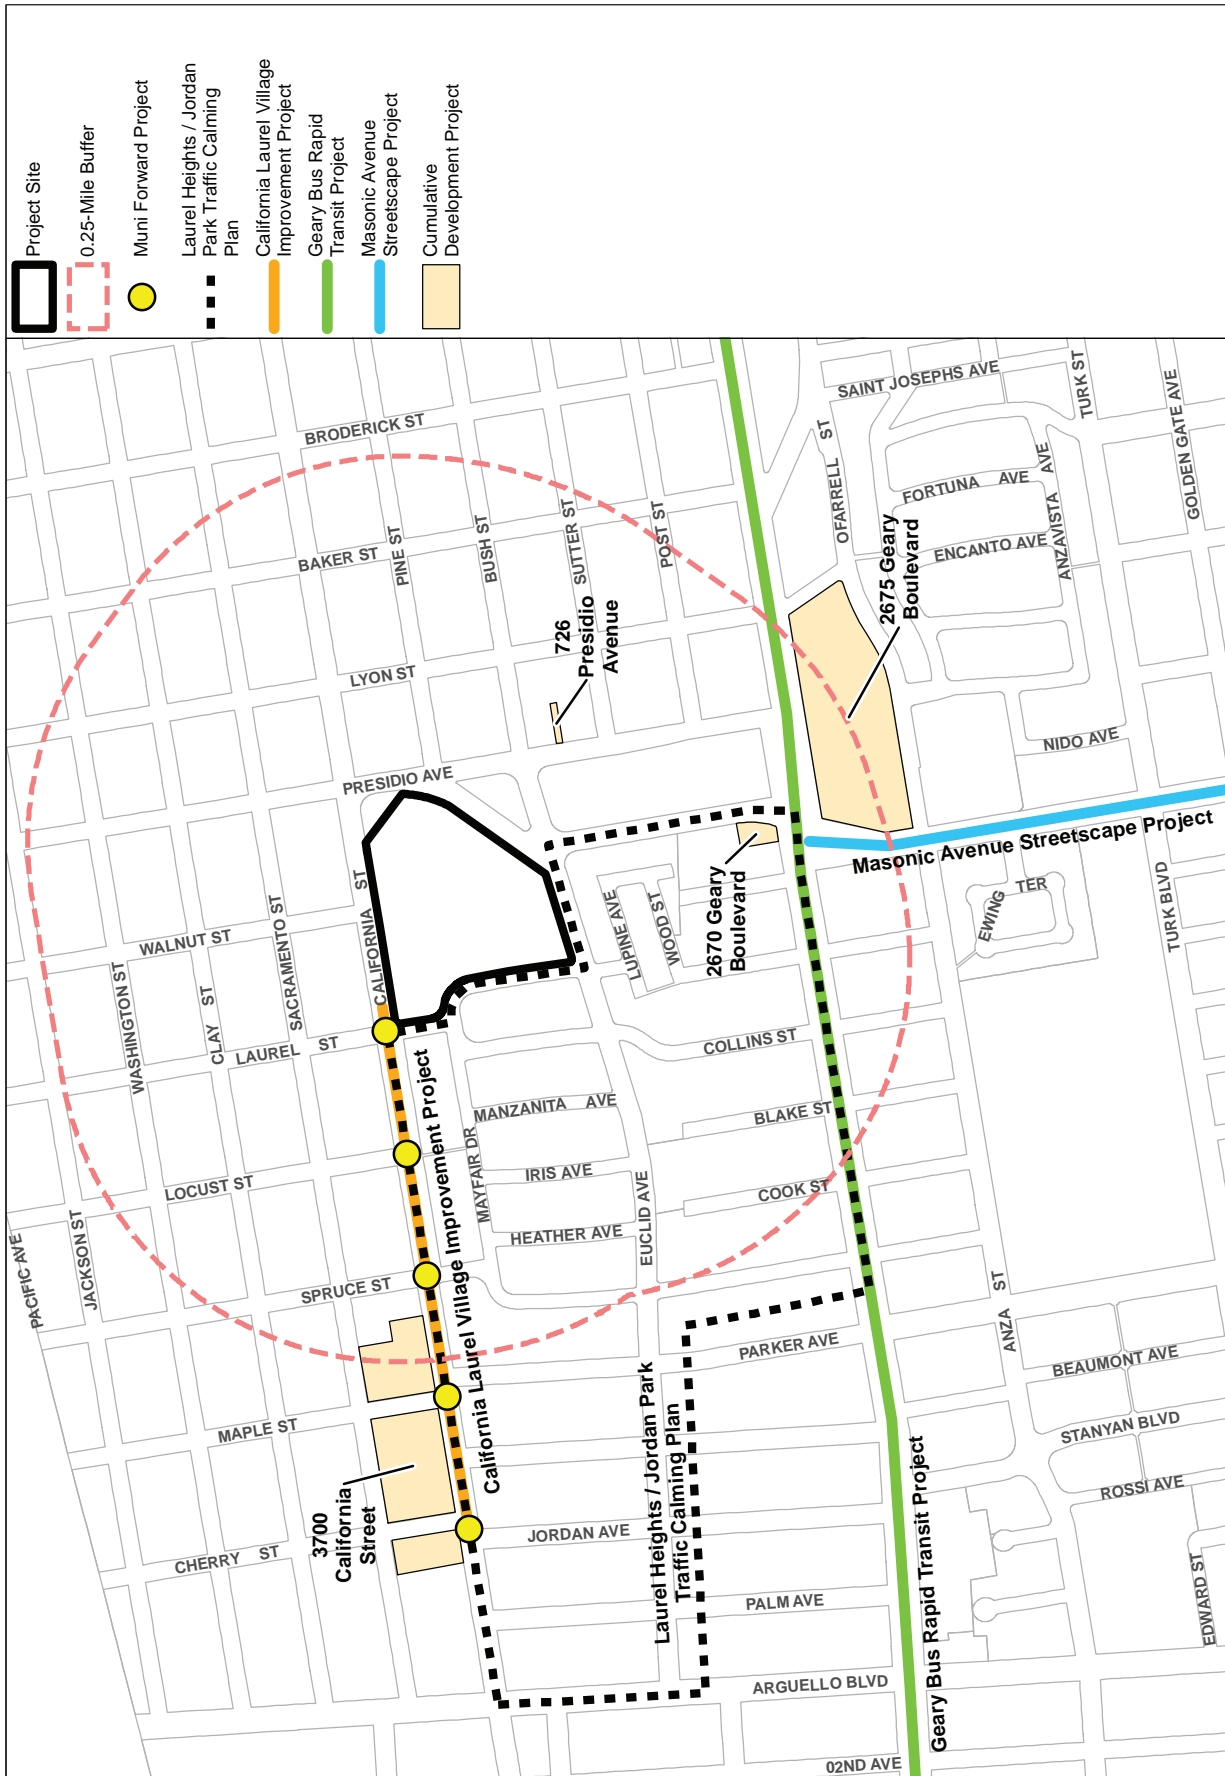 Project Site
0.25-Mile Buffer
Muni Forward Project
Laurel Heights / Jordan
Park Traffic Calming
Plan
California Laurel Village
Improvement Project
Geary Bus Rapid
Transit Project
Masonic Avenue
Streetscape Project
Cumulative
Development Project
PACIFIC AVE
JACKSON ST
WASHINGTON ST
CLAY ST
SACRAMENTO ST
CALIFORNIA ST
CHERRY ST
MAPLE ST
SPRUCE ST
LOCUST ST
LAUREL ST
WALNUT ST
PRESIDIO AVE
LYON ST
BAKER ST
BRODERICK ST
PINE ST
BUSH ST
SUTTER ST
POST ST
3700
California
Street
California Laurel Village Improvement Project
726
Presidio
Avenue
MAYFAIR DR
MANZANITA AVE
IRIS AVE
HEATHER AVE
EUCLID AVE
JORDAN AVE
PALM AVE
PARKER AVE
ARGUELLO BLVD
02ND AVE
Laurel Heights / Jordan Park
Traffic Calming Plan
LUPINE AVE
WOOD ST
COLLINS ST
BLAKE ST
COOK ST
2670 Geary
Boulevard
2675 Geary
Boulevard
Geary Bus Rapid Transit Project
Masonic Avenue Streetscape Project
OFARRELL ST
SAINT JOSEPHS AVE
FORTUNA AVE
ENCANTO AVE
ANZAVISTA AVE
TURK ST
GOLDEN GATE AVE
NIDO AVE
EWING TER
TURK BLVD
ANZA ST
BEAUMONT AVE
STANYAN BLVD
ROSSI AVE
EDWARD ST